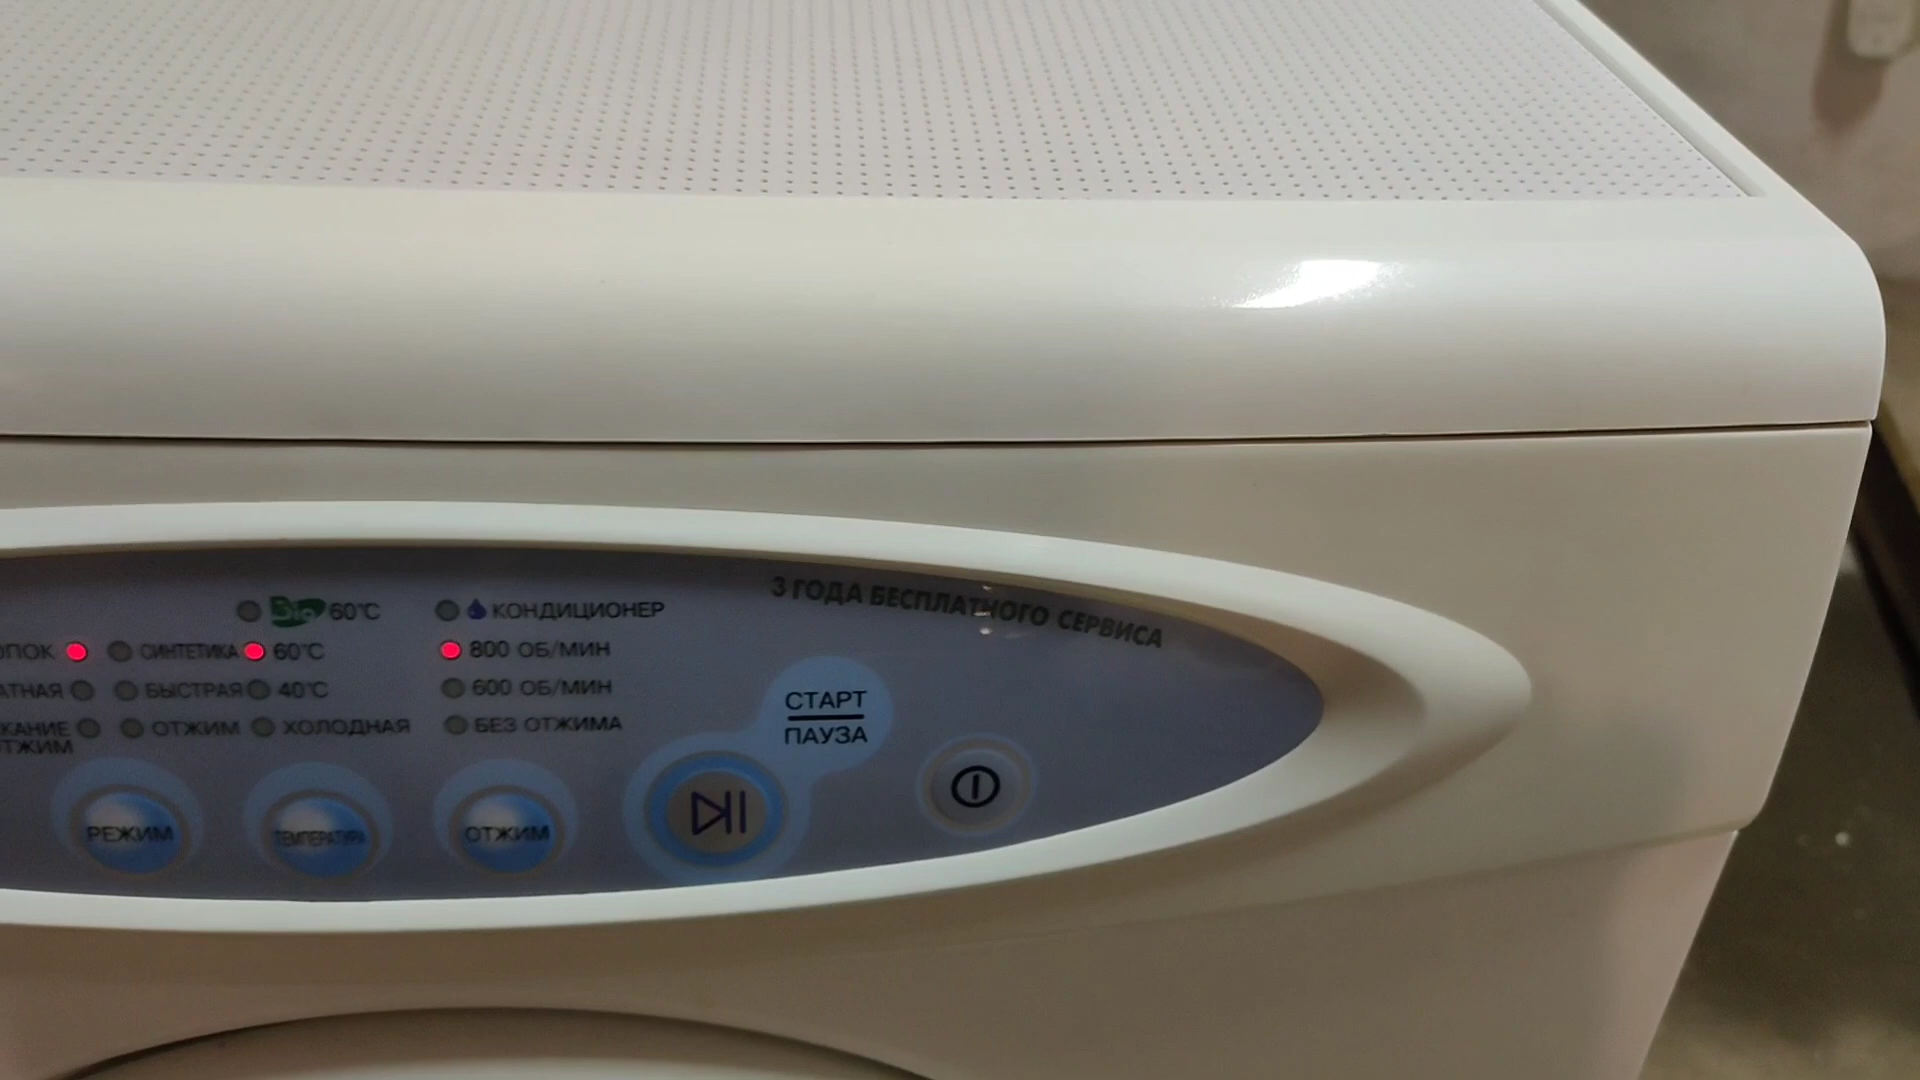 3 ГОДА БЕСПЛАТНОГО СЕРВИСА
Bio 60°C
КОНДИЦИОНЕР
СИНТЕТИКА
60°C
800 ОБ/МИН
БЫСТРАЯ
40°C
600 ОБ/МИН
ОТЖИМ
ХОЛОДНАЯ
БЕЗ ОТЖИМА
СТАРТ
ПАУЗА
РЕЖИМ
ТЕМПЕРАТУРА
ОТЖИМ